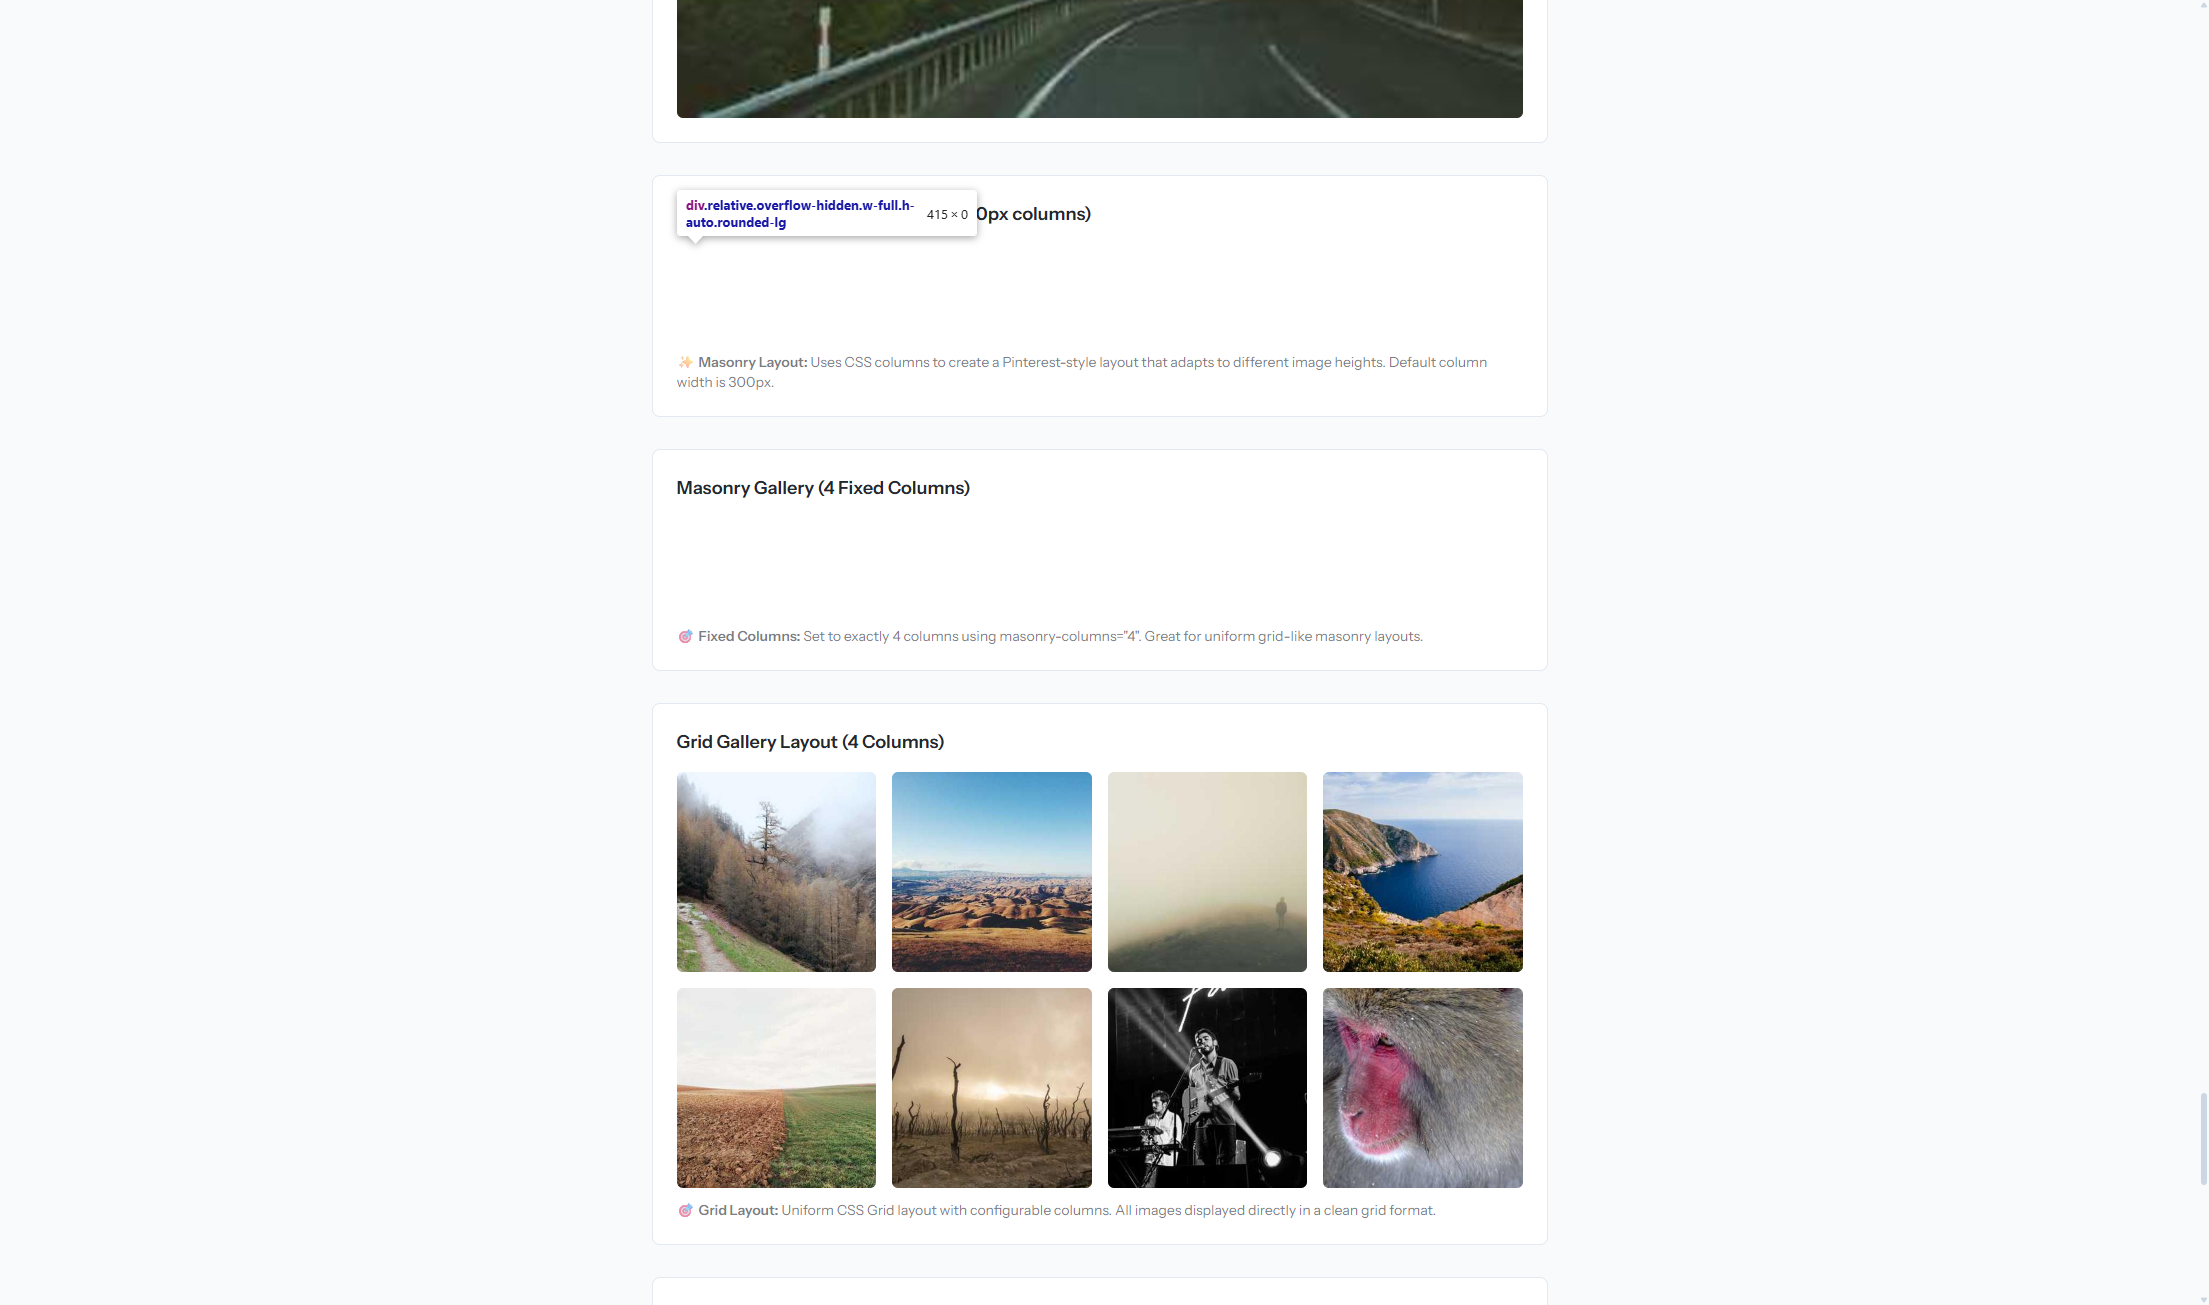 div.relative.overflow-hidden.w-full.h-
auto.rounded-lg
415 × 0
0px columns)
✨ Masonry Layout: Uses CSS columns to create a Pinterest-style layout that adapts to different image heights. Default column
width is 300px.
Masonry Gallery (4 Fixed Columns)
🎯 Fixed Columns: Set to exactly 4 columns using masonry-columns="4". Great for uniform grid-like masonry layouts.
Grid Gallery Layout (4 Columns)
🎯 Grid Layout: Uniform CSS Grid layout with configurable columns. All images displayed directly in a clean grid format.